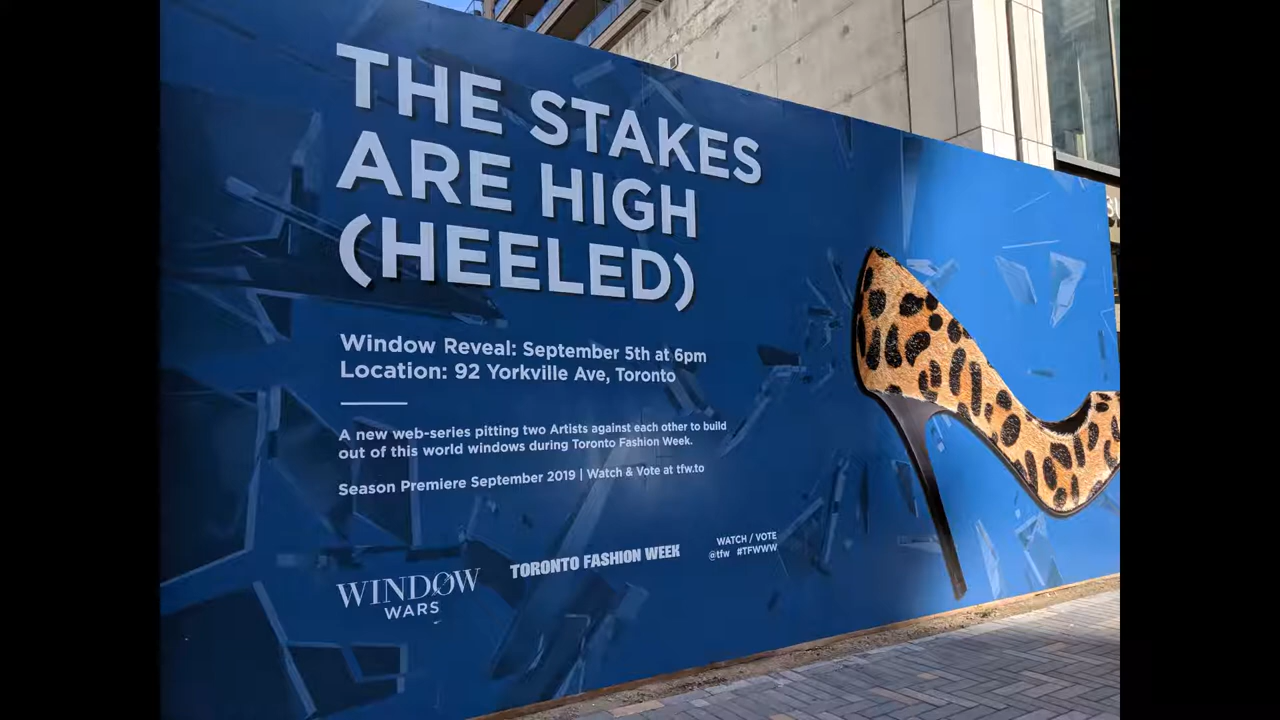 THE STAKES
ARE HIGH
(HEELED)
Window Reveal: September 5th at 6pm
Location: 92 Yorkville Ave, Toronto
A new web-series pitting two Artists against each other to build
out of this world windows during Toronto Fashion Week.
Season Premiere September 2019 | Watch & Vote at tfw.to
WINDOW
WARS
TORONTO FASHION WEEK
WATCH / VOTE
@tfw #TFWWW